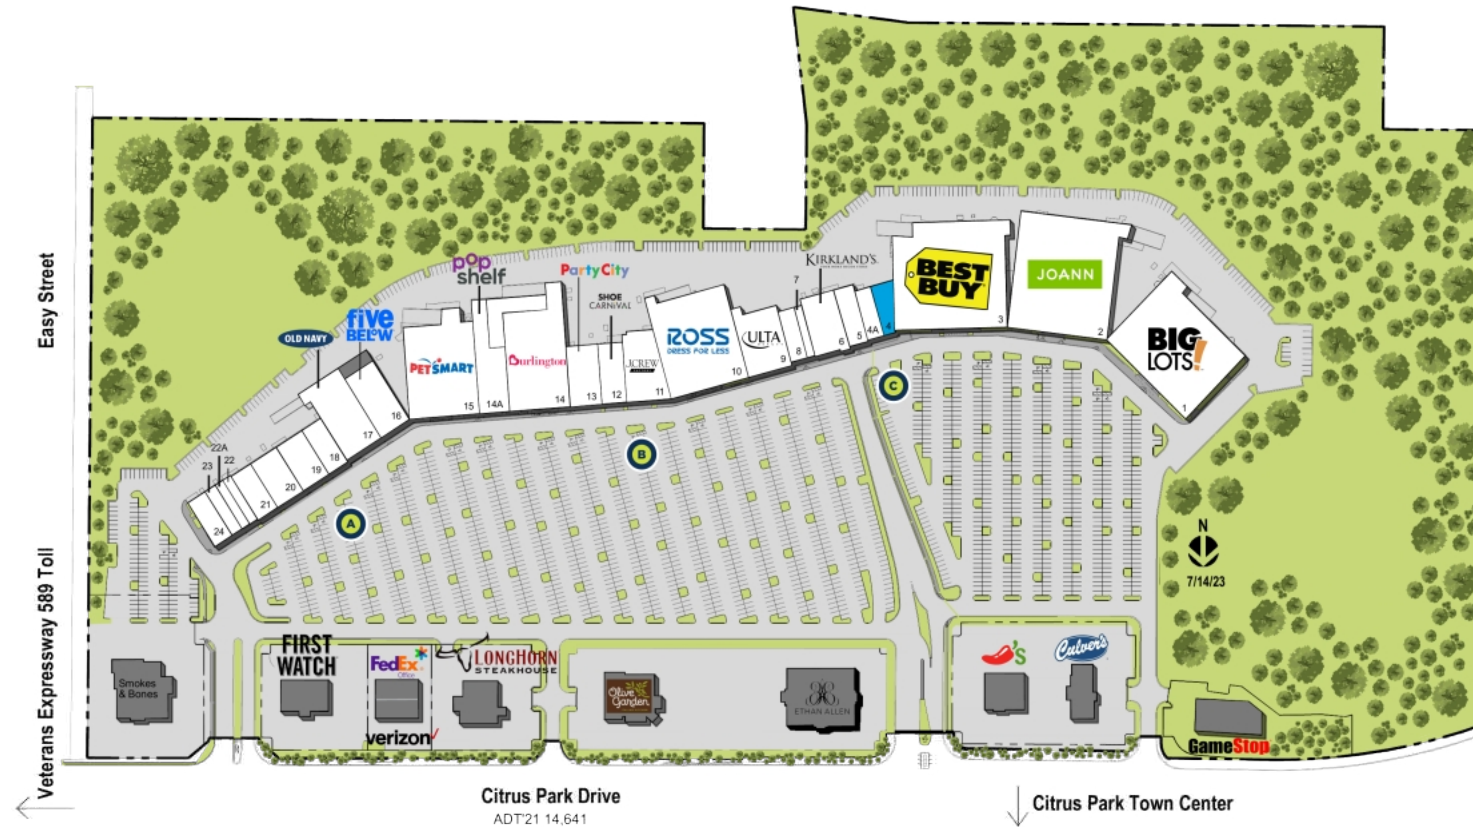 KIRKLAND'S
7
pop
shelf
PartyCity
SHOE
CARNIVAL
BEST
BUY
JOANN
five
BELOW
OLD NAVY
ROSS
DRESS FOR LESS
ULTA
BIG
LOTS!
PETSMART
Burlington
JCREW
FACTORY
1
2
3
4
4A
5
6
8
9
10
11
12
13
14
14A
15
16
17
18
19
20
21
22
22A
23
24
A
B
C
Easy Street
Veterans Expressway 589 Toll
N
7/14/23
Smokes
& Bones
FIRST
WATCH
FedEx
Office
verizon
LONGHORN
STEAKHOUSE
Olive
Garden
ETHAN ALLEN
CHILI'S
Culver's
GameStop
Citrus Park Drive
ADT'21 14,641
Citrus Park Town Center